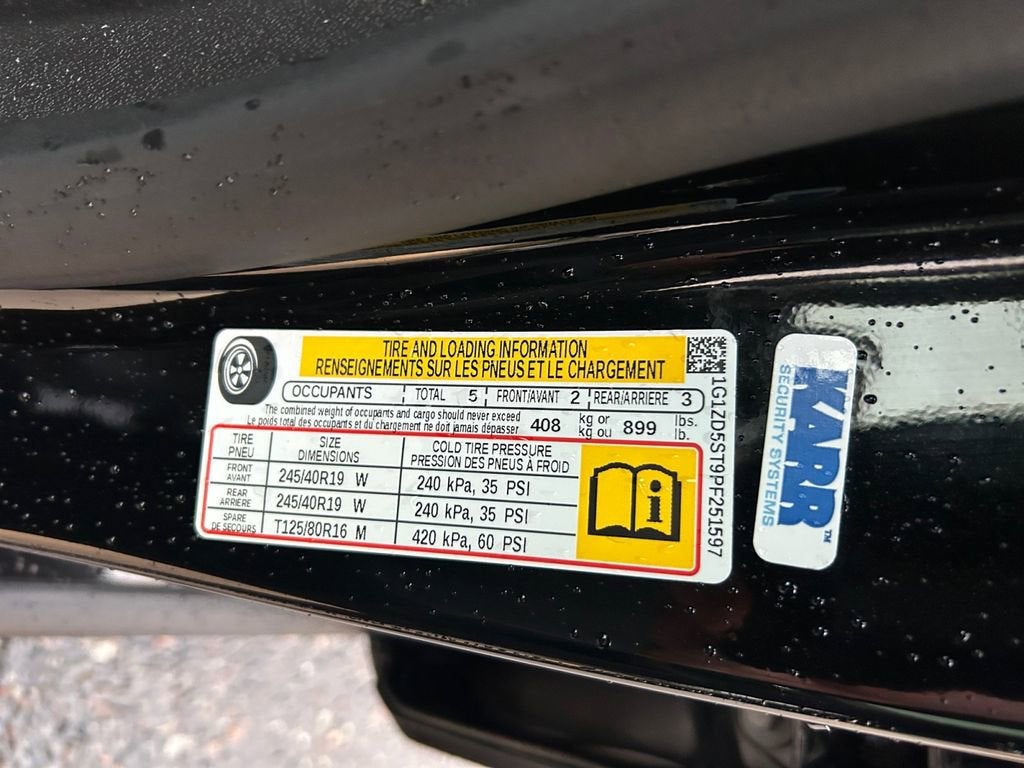 TIRE AND LOADING INFORMATION
RENSEIGNEMENTS SUR LES PNEUS ET LE CHARGEMENT
OCCUPANTS TOTAL 5 FRONT/AVANT 2 REAR/ARRIERE 3
The combined weight of occupants and cargo should never exceed
Le poids total des occupants et du chargement ne doit jamais dépasser
408 kg or kg ou 899 lbs. lb.
TIRE PNEU SIZE DIMENSIONS COLD TIRE PRESSURE PRESSION DES PNEUS À FROID
FRONT AVANT 245/40R19 W 240 kPa, 35 PSI
REAR ARRIERE 245/40R19 W 240 kPa, 35 PSI
SPARE DE SECOURS T125/80R16 M 420 kPa, 60 PSI
i
1G1ZD5ST9PF251597
KARR™
SECURITY SYSTEMS